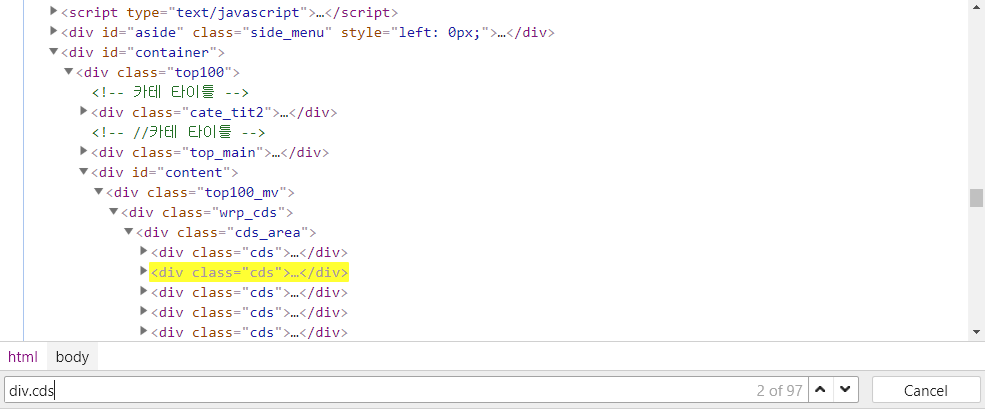 ▶<script type="text/javascript">…</script>
▶<div id="aside" class="side_menu" style="left: 0px;">…</div>
▼<div id="container">
▼<div class="top100">
<!-- 카테 타이틀 -->
▶<div class="cate_tit2">…</div>
<!-- //카테 타이틀 -->
▶<div class="top_main">…</div>
▼<div id="content">
▼<div class="top100_mv">
▼<div class="wrp_cds">
▼<div class="cds_area">
▶<div class="cds">…</div>
▶<div class="cds">…</div>
▶<div class="cds">…</div>
▶<div class="cds">…</div>
▶<div class="cds">…</div>
html body
div.cds 2 of 97 Cancel